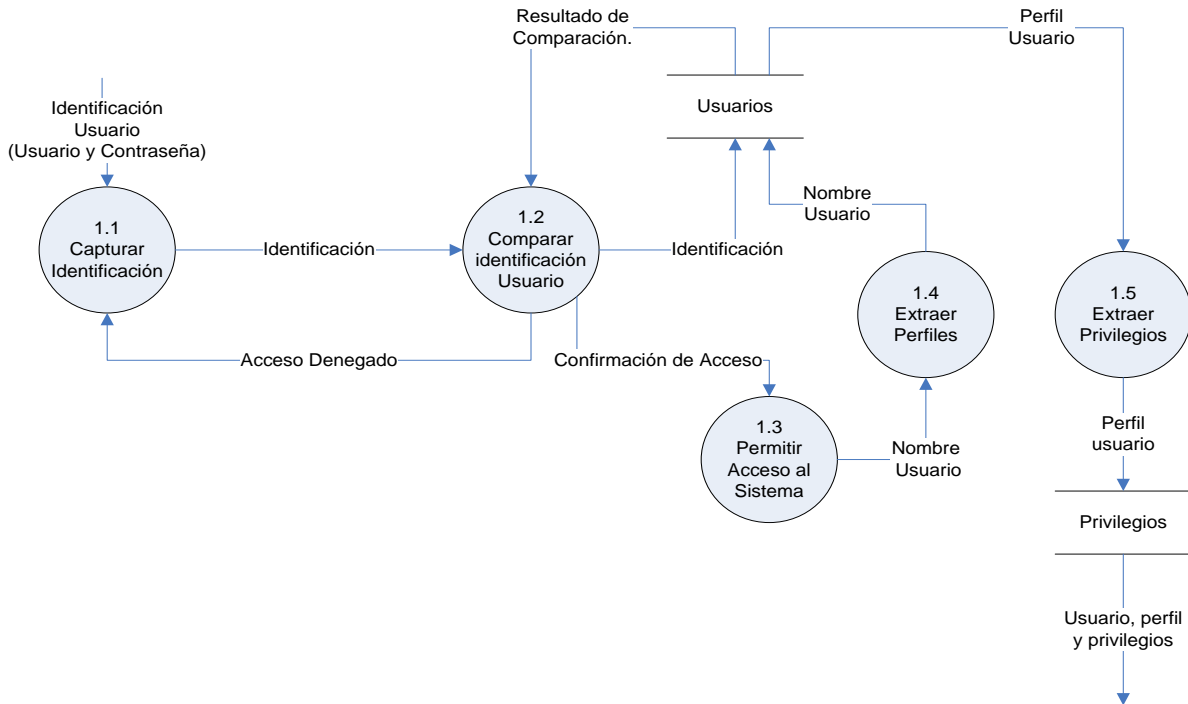 Resultado de
Comparación.
Perfil
Usuario
Identificación
Usuario
(Usuario y Contraseña)
Usuarios
1.1
Capturar
Identificación
Identificación
1.2
Comparar
identificación
Usuario
Identificación
Nombre
Usuario
1.4
Extraer
Perfiles
1.5
Extraer
Privilegios
Acceso Denegado
Confirmación de Acceso
1.3
Permitir
Acceso al
Sistema
Nombre
Usuario
Perfil
usuario
Privilegios
Usuario, perfil
y privilegios